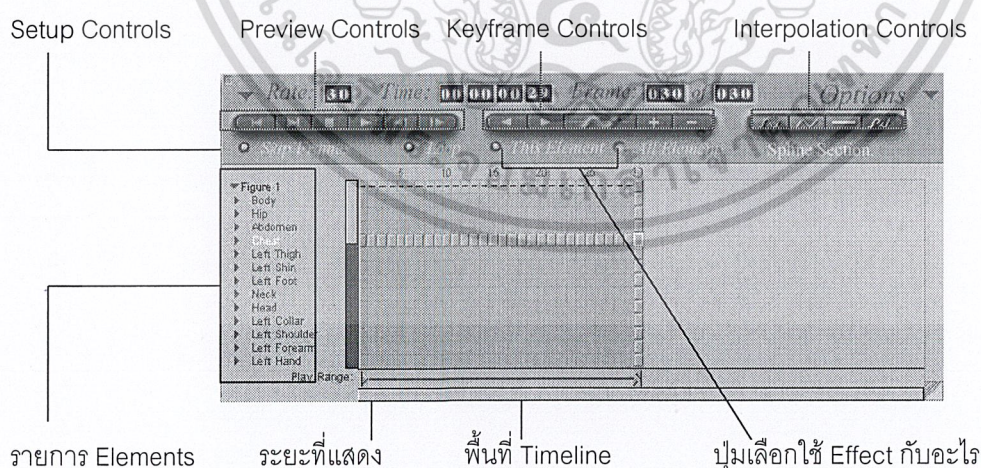 Setup Controls Preview Controls Keyframe Controls Interpolation Controls
Rate: 30 Time: 00 00 00 29 Frame: 030 of 030 Options
Skip Frames Loop This Element All Elements Spline Section
5 10 15 25
Figure 1
Body
Hip
Abdomen
Chest
Left Thigh
Left Shin
Left Foot
Neck
Head
Left Collar
Left Shoulder
Left Forearm
Left Hand
Play Range:
รายการ Elements ระยะที่แสดง พื้นที่ Timeline ปุ่มเลือกใช้ Effect กับอะไร